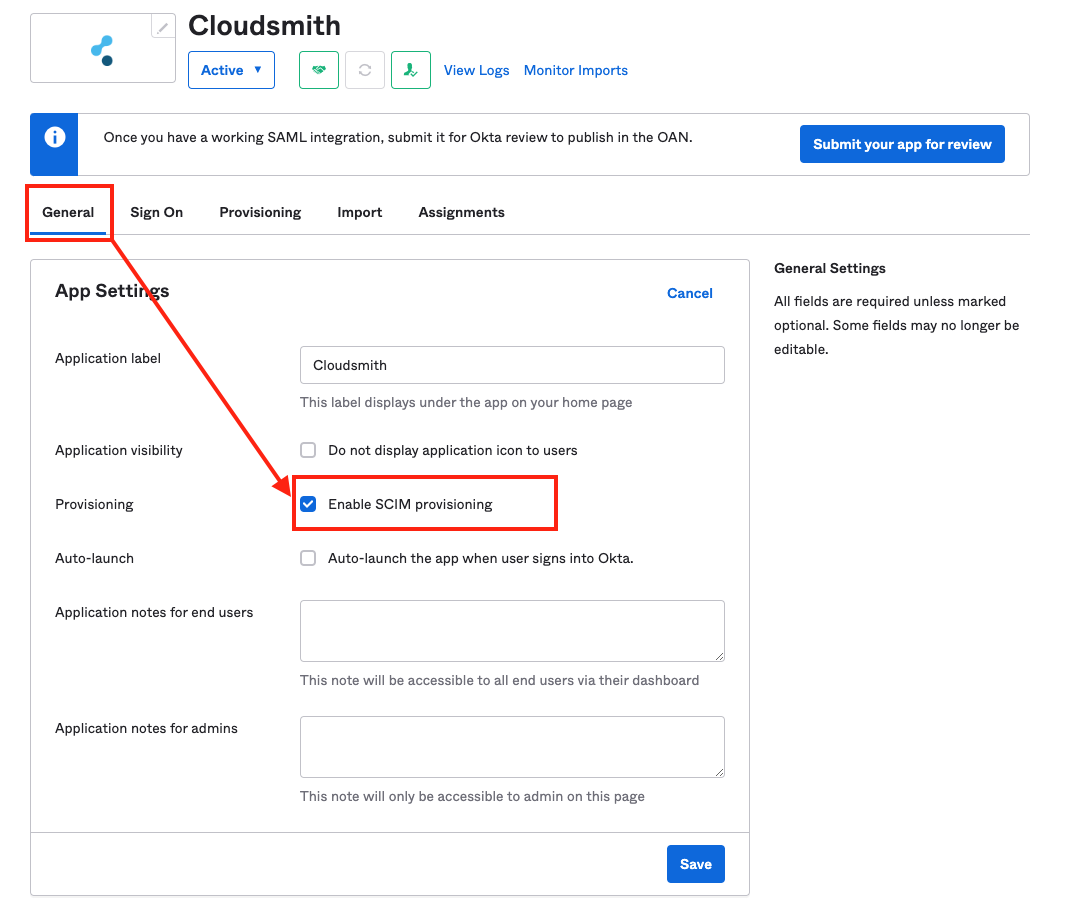 Cloudsmith
Active
View Logs
Monitor Imports
Once you have a working SAML integration, submit it for Okta review to publish in the OAN.
Submit your app for review
General
Sign On
Provisioning
Import
Assignments
App Settings
Cancel
Application label
Cloudsmith
This label displays under the app on your home page
Application visibility
Do not display application icon to users
Provisioning
Enable SCIM provisioning
Auto-launch
Auto-launch the app when user signs into Okta.
Application notes for end users
This note will be accessible to all end users via their dashboard
Application notes for admins
This note will only be accessible to admin on this page
Save
General Settings
All fields are required unless marked
optional. Some fields may no longer be
editable.